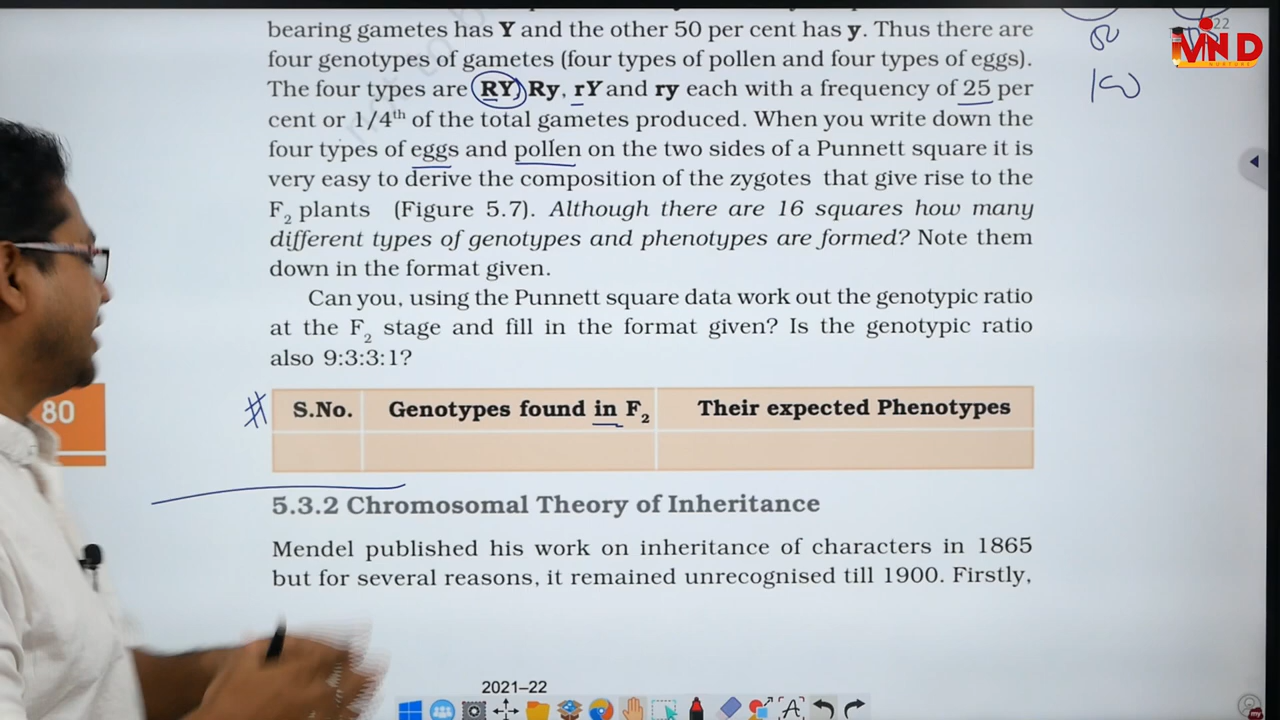 bearing gametes has Y and the other 50 per cent has y. Thus there are
four genotypes of gametes (four types of pollen and four types of eggs).
The four types are RY, Ry, rY and ry each with a frequency of 25 per
cent or 1/4th of the total gametes produced. When you write down the
four types of eggs and pollen on the two sides of a Punnett square it is
very easy to derive the composition of the zygotes that give rise to the
F2 plants (Figure 5.7). Although there are 16 squares how many
different types of genotypes and phenotypes are formed? Note them
down in the format given.
Can you, using the Punnett square data work out the genotypic ratio
at the F2 stage and fill in the format given? Is the genotypic ratio
also 9:3:3:1?
80
# S.No. Genotypes found in F2 Their expected Phenotypes
5.3.2 Chromosomal Theory of Inheritance
Mendel published his work on inheritance of characters in 1865
but for several reasons, it remained unrecognised till 1900. Firstly,
2021–22
22
MIND